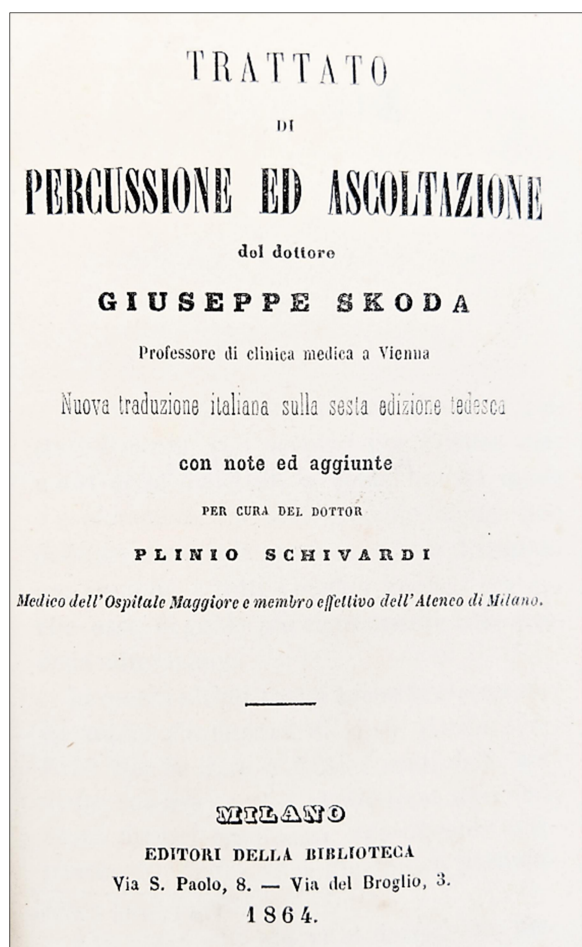 TRATTATO
DI
PERCUSSIONE ED ASCOLTAZIONE
del dottore
GIUSEPPE SKODA
Professore di clinica medica a Vienna
Nuova traduzione italiana sulla sesta edizione tedesca
con note ed aggiunte
PER CURA DEL DOTTOR
PLINIO SCHIVARDI
Medico dell'Ospitale Maggiore e membro effettivo dell'Ateneo di Milano.
MILANO
EDITORI DELLA BIBLIOTECA
Via S. Paolo, 8. — Via del Broglio, 3.
1864.